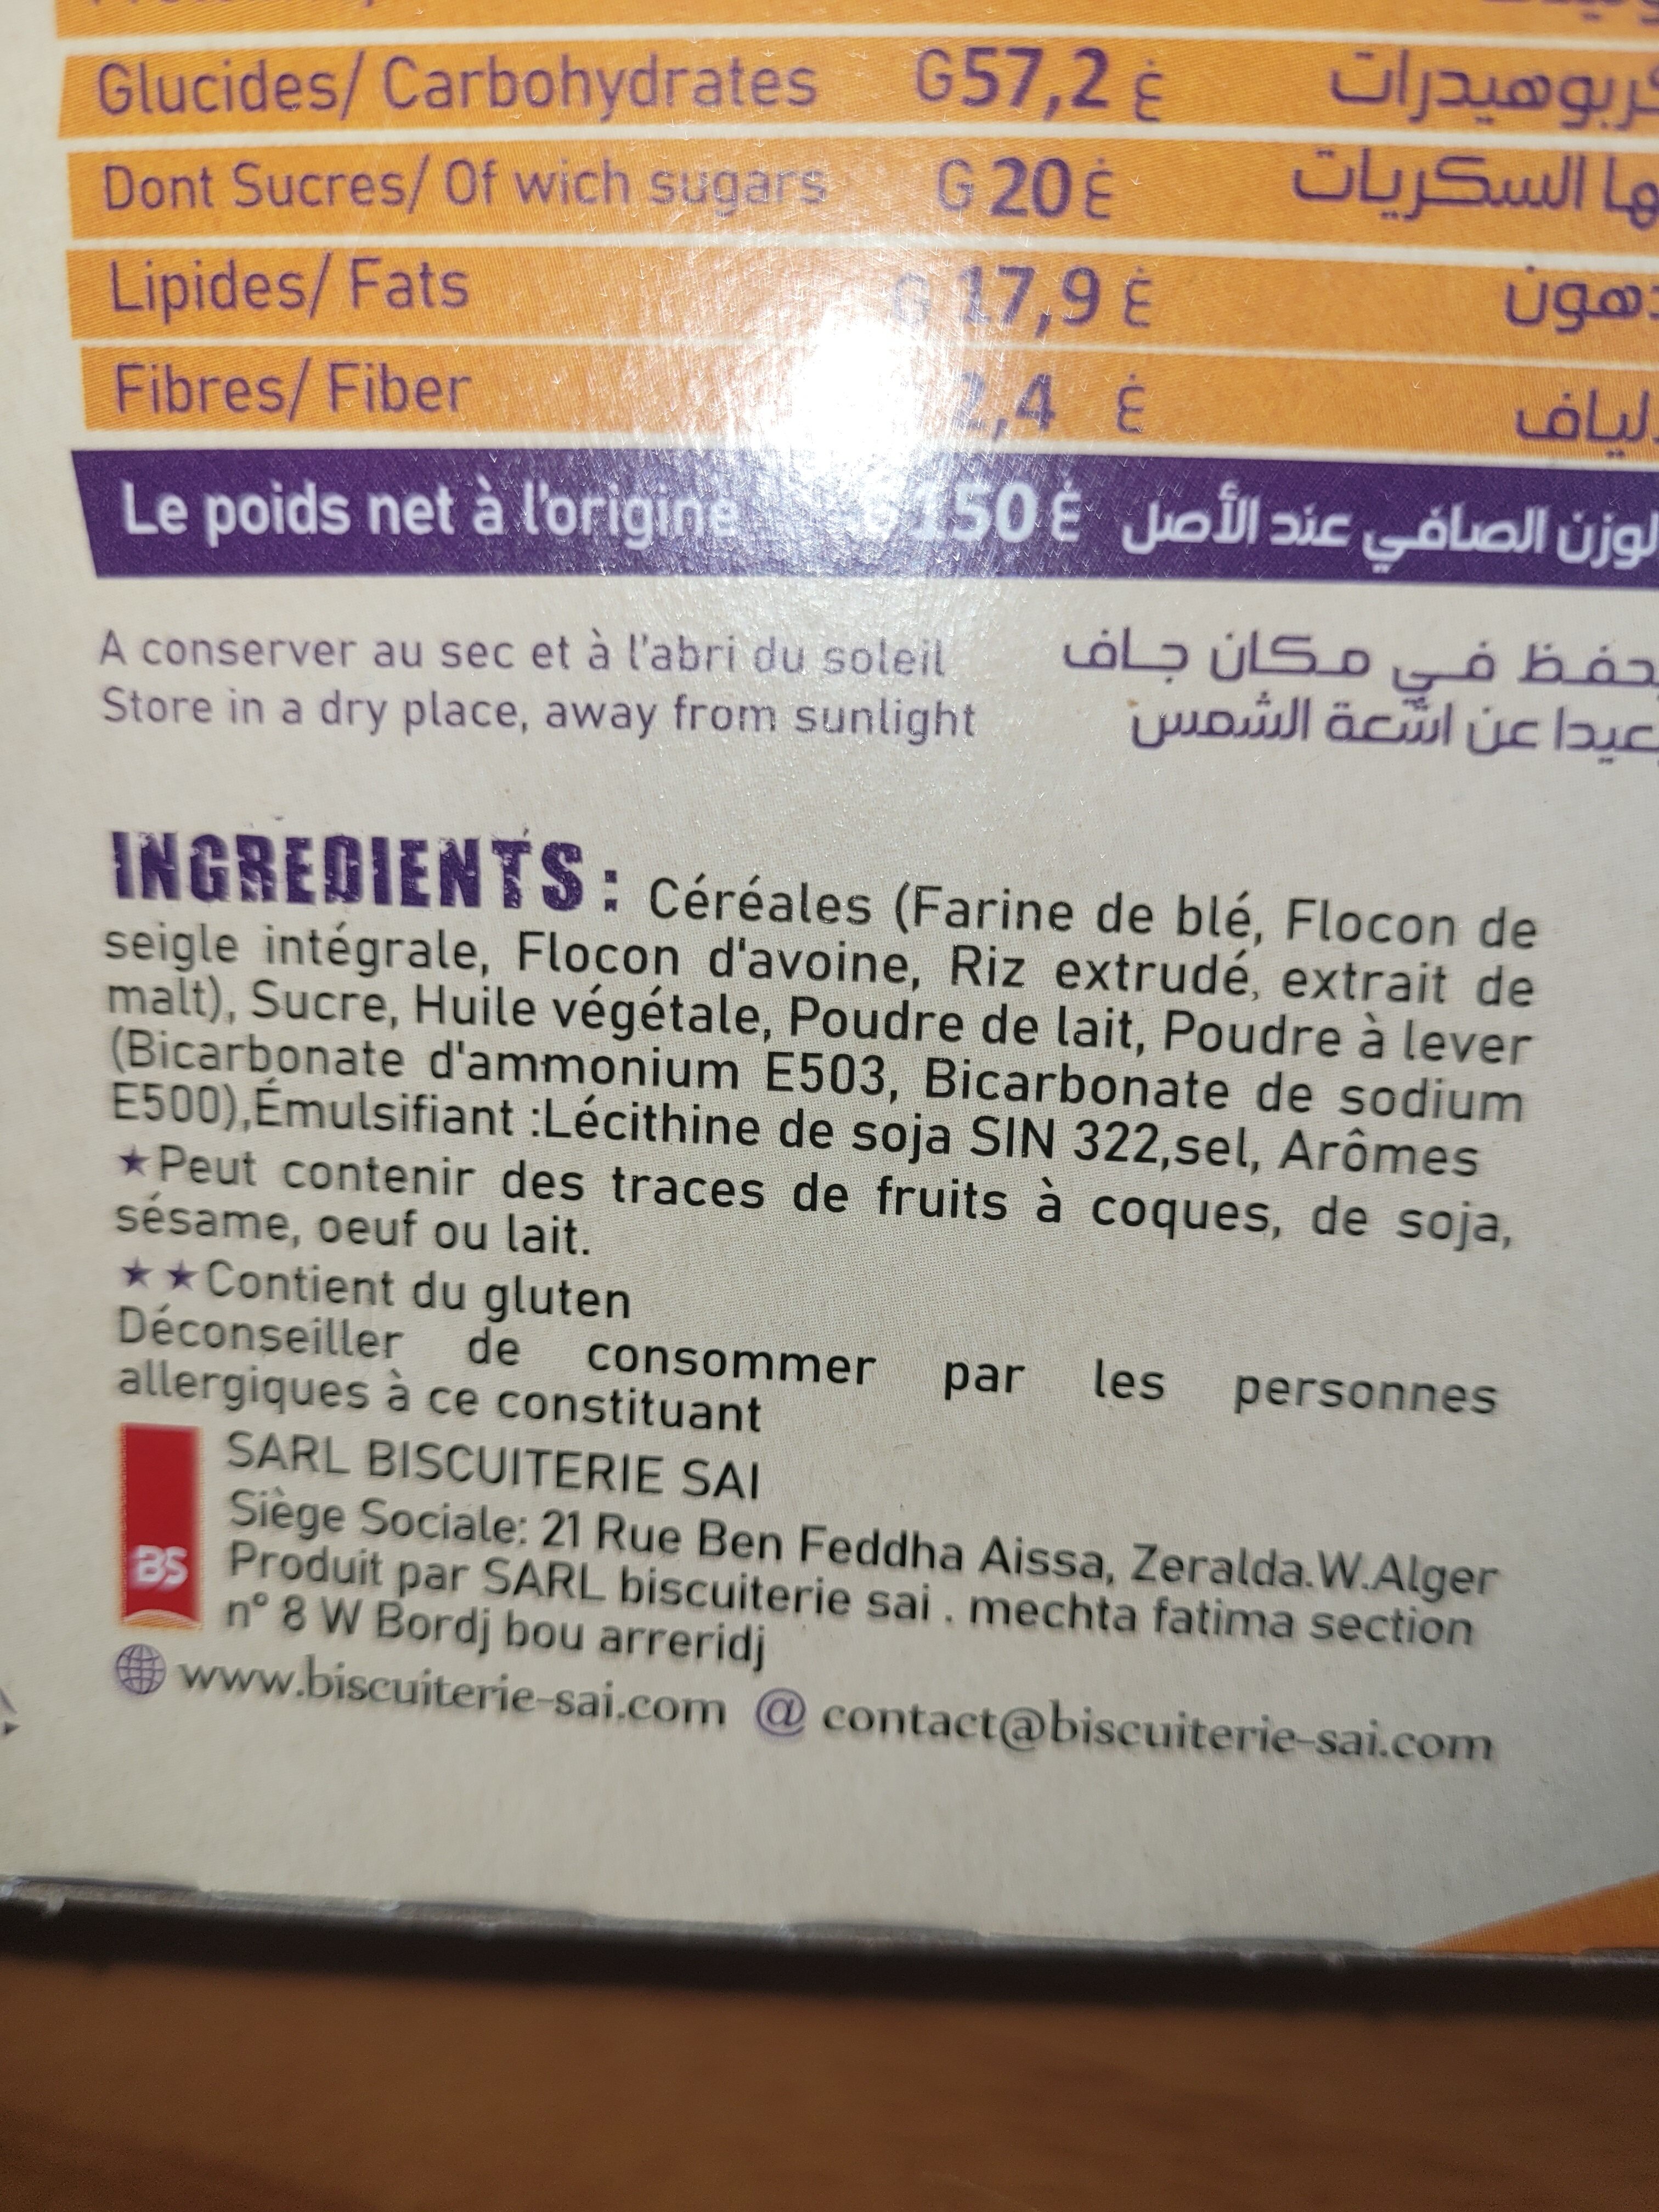 Glucides/ Carbohydrates G57,2 غ
Dont Sucres/ Of wich sugars G 20 غ السكريات
Lipides/ Fats G 17,9 غ
Fibres/ Fiber 2,4 غ
Le poids net à l'origine G 150 غ الصافي عند الأصل
A conserver au sec et à l'abri du soleil في مكان جاف
Store in a dry place, away from sunlight عن اشعة الشمس
INGREDIENTS: Céréales (Farine de blé, Flocon de
seigle intégrale, Flocon d'avoine, Riz extrudé, extrait de
malt), Sucre, Huile végétale, Poudre de lait, Poudre à lever
(Bicarbonate d'ammonium E503, Bicarbonate de sodium
E500),Émulsifiant :Lécithine de soja SIN 322,sel, Arômes
★Peut contenir des traces de fruits à coques, de soja,
sésame, oeuf ou lait.
★★Contient du gluten
Déconseiller de consommer par les personnes
allergiques à ce constituant
SARL BISCUITERIE SAI
Siège Sociale: 21 Rue Ben Feddha Aissa, Zeralda.W.Alger
BS Produit par SARL biscuiterie sai . mechta fatima section
n° 8 W Bordj bou arreridj
www.biscuiterie-sai.com @ contact@biscuiterie-sai.com